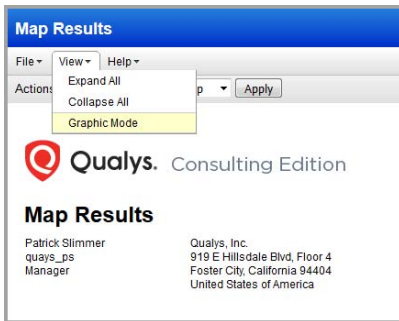 Map Results
File View Help
Expand All
Actions p Apply
Collapse All
Graphic Mode
Qualys. Consulting Edition
Map Results
Patrick Slimmer Qualys, Inc.
quays_ps 919 E Hillsdale Blvd, Floor 4
Manager Foster City, California 94404
United States of America